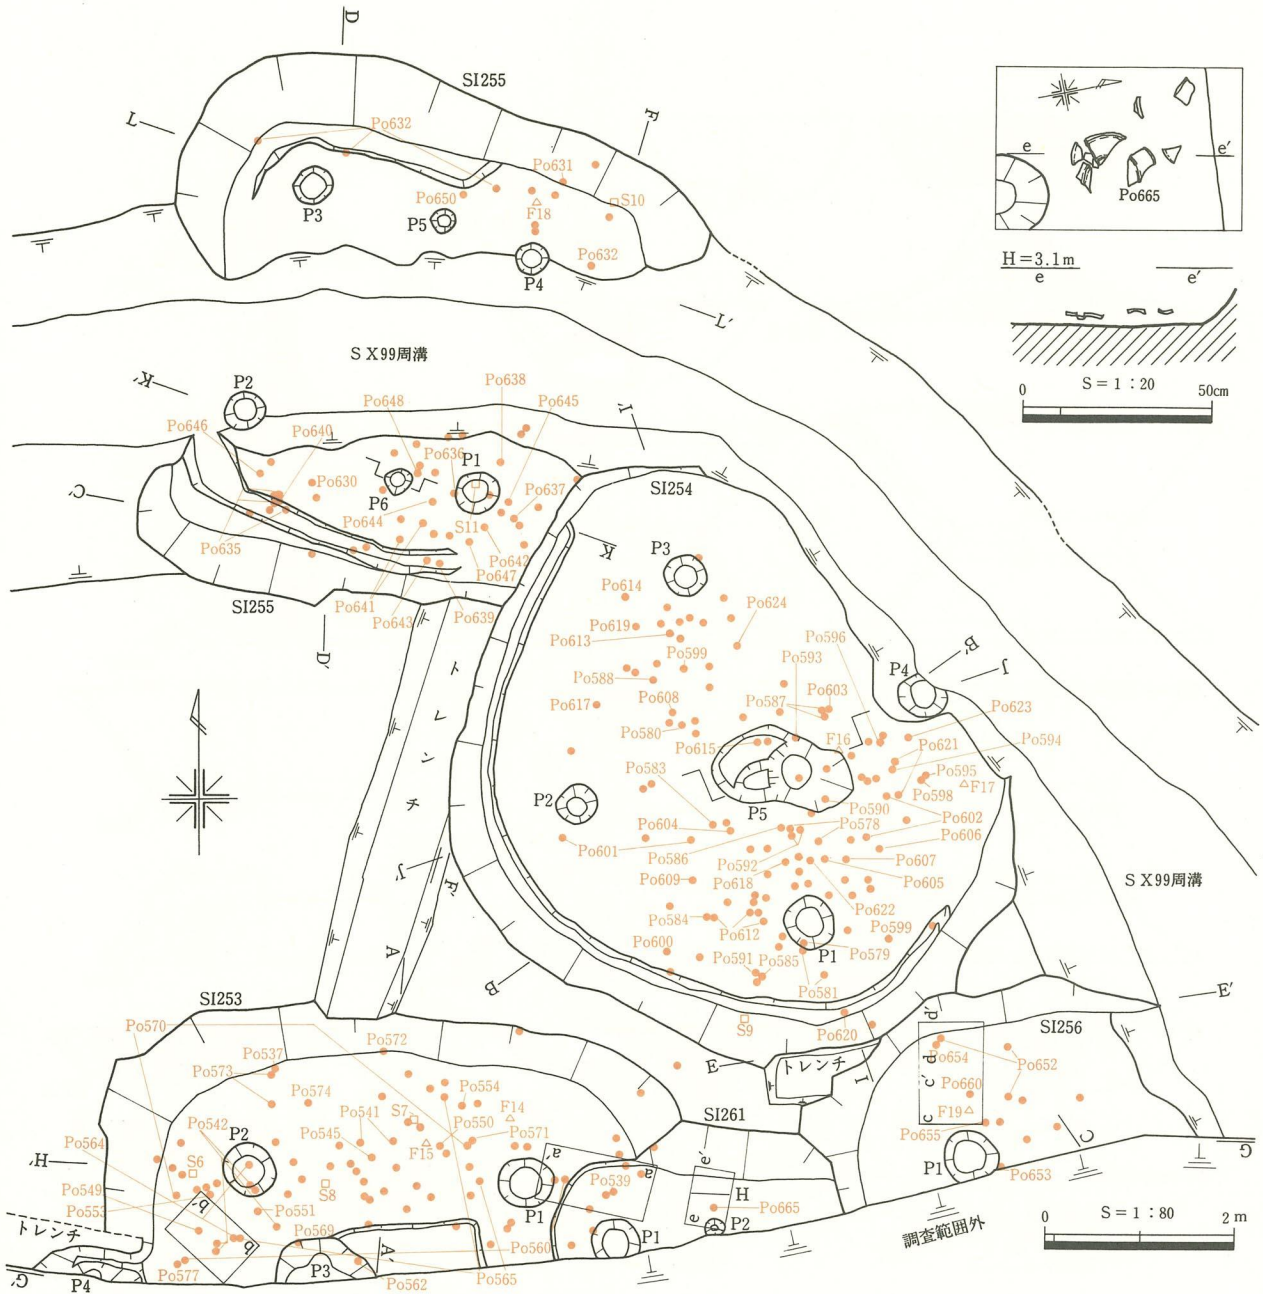 D
SI255
L
F
Po632
Po631
Po650
S10
P3
P5
F18
P4
Po632
L'
e
e'
Po665
H＝3.1m
e
e'
S＝1：20
0
50cm
SX99周溝
K'
P2
Po638
Po648
Po645
I'
Po646
Po640
Po636
P1
Po630
P6
Po637
C'
Po644
S11
Po635
Po642
Po647
SI255
Po641
Po643
Po639
D'
SI254
K
P3
Po614
Po624
Po619
Po613
Po596
Po599
Po593
B'
J
P4
Po588
Po587
Po603
Po617
Po608
Po623
Po580
F16
Po621
Po615
Po594
Po583
Po595
F17
Po598
P2
P5
Po590
Po604
Po578
Po602
Po606
Po601
Po586
Po592
Po607
Po609
Po618
Po605
Po622
Po584
Po612
Po599
Po600
P1
Po579
Po591
Po585
Po581
SX99周溝
トレンチ
J'
F'
A
B
E'
S9
Po620
d'
SI256
E
トレンチ
I
d
c'
c
Po654
Po652
Po660
F19
Po655
P1
C
Po653
G
SI253
Po570
Po572
Po537
Po573
Po574
Po554
S7
F14
Po541
Po550
Po542
Po545
F15
Po571
SI261
Po564
P2
a'
a
e'
H'
S6
S8
Po539
H
Po549
b'
P1
e
Po665
Po553
Po551
P2
Po569
b
Po560
P1
トレンチ
A'
Po577
P3
Po562
Po565
G'
P4
調査範囲外
S＝1：80
0
2m